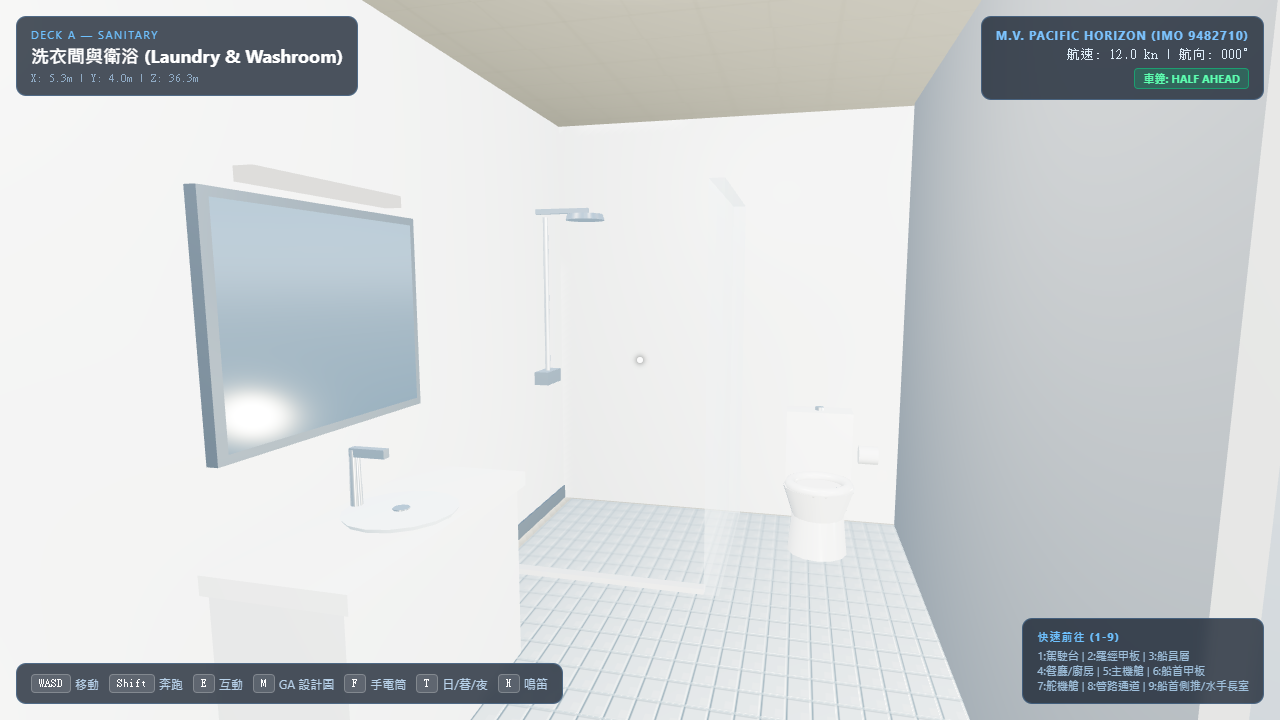 DECK A — SANITARY
洗衣間與衛浴 (Laundry & Washroom)
X: 5.3m | Y: 4.0m | Z: 36.3m
M.V. PACIFIC HORIZON (IMO 9482710)
航速: 12.0 kn | 航向: 000°
車鐘: HALF AHEAD
WASD 移動 Shift 奔跑 E 互動 M GA 設計圖 F 手電筒 T 日/昏/夜 H 鳴笛
快速前往 (1-9)
1:駕駛台 | 2:羅經甲板 | 3:船員層
4:餐廳/廚房 | 5:主機艙 | 6:船首甲板
7:舵機艙 | 8:管路通道 | 9:船首側推/水手長室